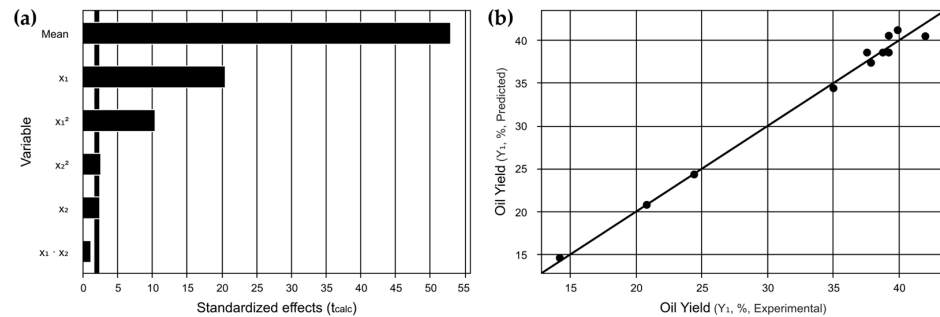 (a)
Mean
x₁
x₁²
x₂²
x₂
x₁ · x₂
Variable
0 5 10 15 20 25 30 35 40 45 50 55
Standardized effects (tcalc)
(b)
40
35
30
25
20
15
Oil Yield (Y₁, %, Predicted)
15 20 25 30 35 40
Oil Yield (Y₁, %, Experimental)